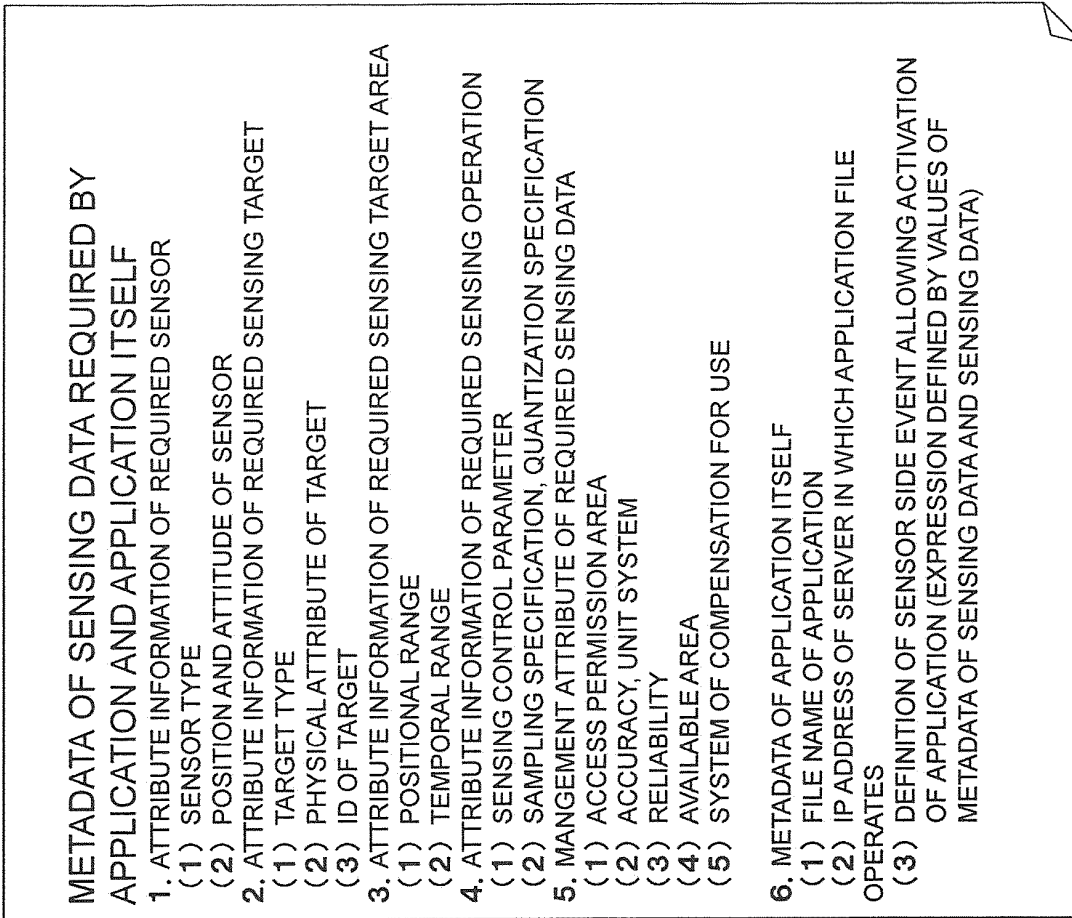 METADATA OF SENSING DATA REQUIRED BY
APPLICATION AND APPLICATION ITSELF
1. ATTRIBUTE INFORMATION OF REQUIRED SENSOR
(1) SENSOR TYPE
(2) POSITION AND ATTITUDE OF SENSOR
2. ATTRIBUTE INFORMATION OF REQUIRED SENSING TARGET
(1) TARGET TYPE
(2) PHYSICAL ATTRIBUTE OF TARGET
(3) ID OF TARGET
3. ATTRIBUTE INFORMATION OF REQUIRED SENSING TARGET AREA
(1) POSITIONAL RANGE
(2) TEMPORAL RANGE
4. ATTRIBUTE INFORMATION OF REQUIRED SENSING OPERATION
(1) SENSING CONTROL PARAMETER
(2) SAMPLING SPECIFICATION, QUANTIZATION SPECIFICATION
5. MANGEMENT ATTRIBUTE OF REQUIRED SENSING DATA
(1) ACCESS PERMISSION AREA
(2) ACCURACY, UNIT SYSTEM
(3) RELIABILITY
(4) AVAILABLE AREA
(5) SYSTEM OF COMPENSATION FOR USE
6. METADATA OF APPLICATION ITSELF
(1) FILE NAME OF APPLICATION
(2) IP ADDRESS OF SERVER IN WHICH APPLICATION FILE
OPERATES
(3) DEFINITION OF SENSOR SIDE EVENT ALLOWING ACTIVATION
OF APPLICATION (EXPRESSION DEFINED BY VALUES OF
METADATA OF SENSING DATA AND SENSING DATA)